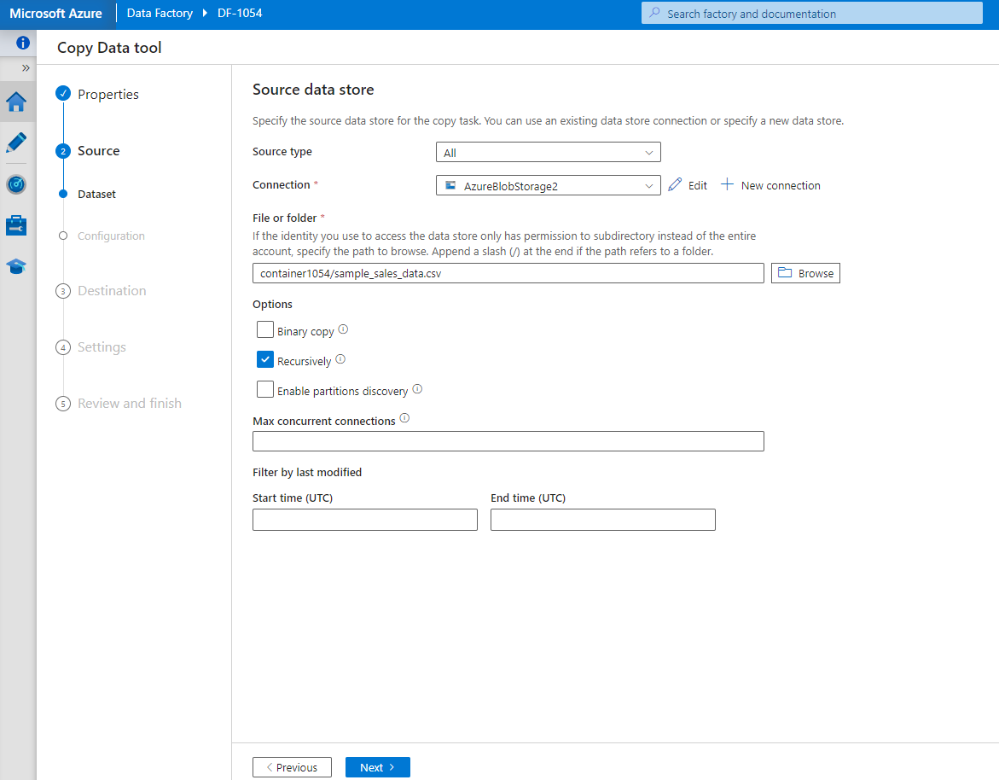 Microsoft Azure
Data Factory
DF-1054
Search factory and documentation
Copy Data tool
Properties
2
Source
Dataset
Configuration
3
Destination
4
Settings
5
Review and finish
Source data store
Specify the source data store for the copy task. You can use an existing data store connection or specify a new data store.
Source type
All
Connection *
AzureBlobStorage2
Edit
New connection
File or folder *
If the identity you use to access the data store only has permission to subdirectory instead of the entire
account, specify the path to browse. Append a slash (/) at the end if the path refers to a folder.
container1054/sample_sales_data.csv
Browse
Options
Binary copy
Recursively
Enable partitions discovery
Max concurrent connections
Filter by last modified
Start time (UTC)
End time (UTC)
Previous
Next